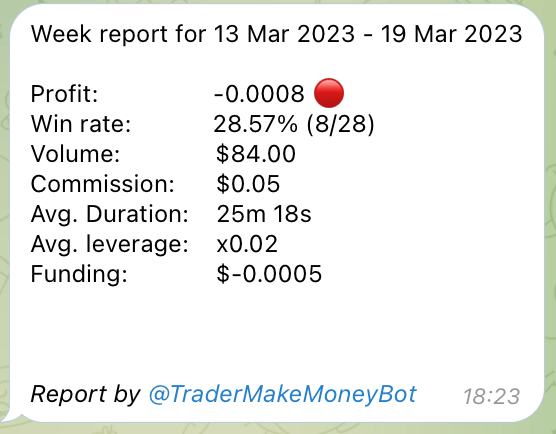 Week report for 13 Mar 2023 - 19 Mar 2023
Profit: -0.0008 🔴
Win rate: 28.57% (8/28)
Volume: $84.00
Commission: $0.05
Avg. Duration: 25m 18s
Avg. leverage: x0.02
Funding: $-0.0005
Report by @TraderMakeMoneyBot 18:23